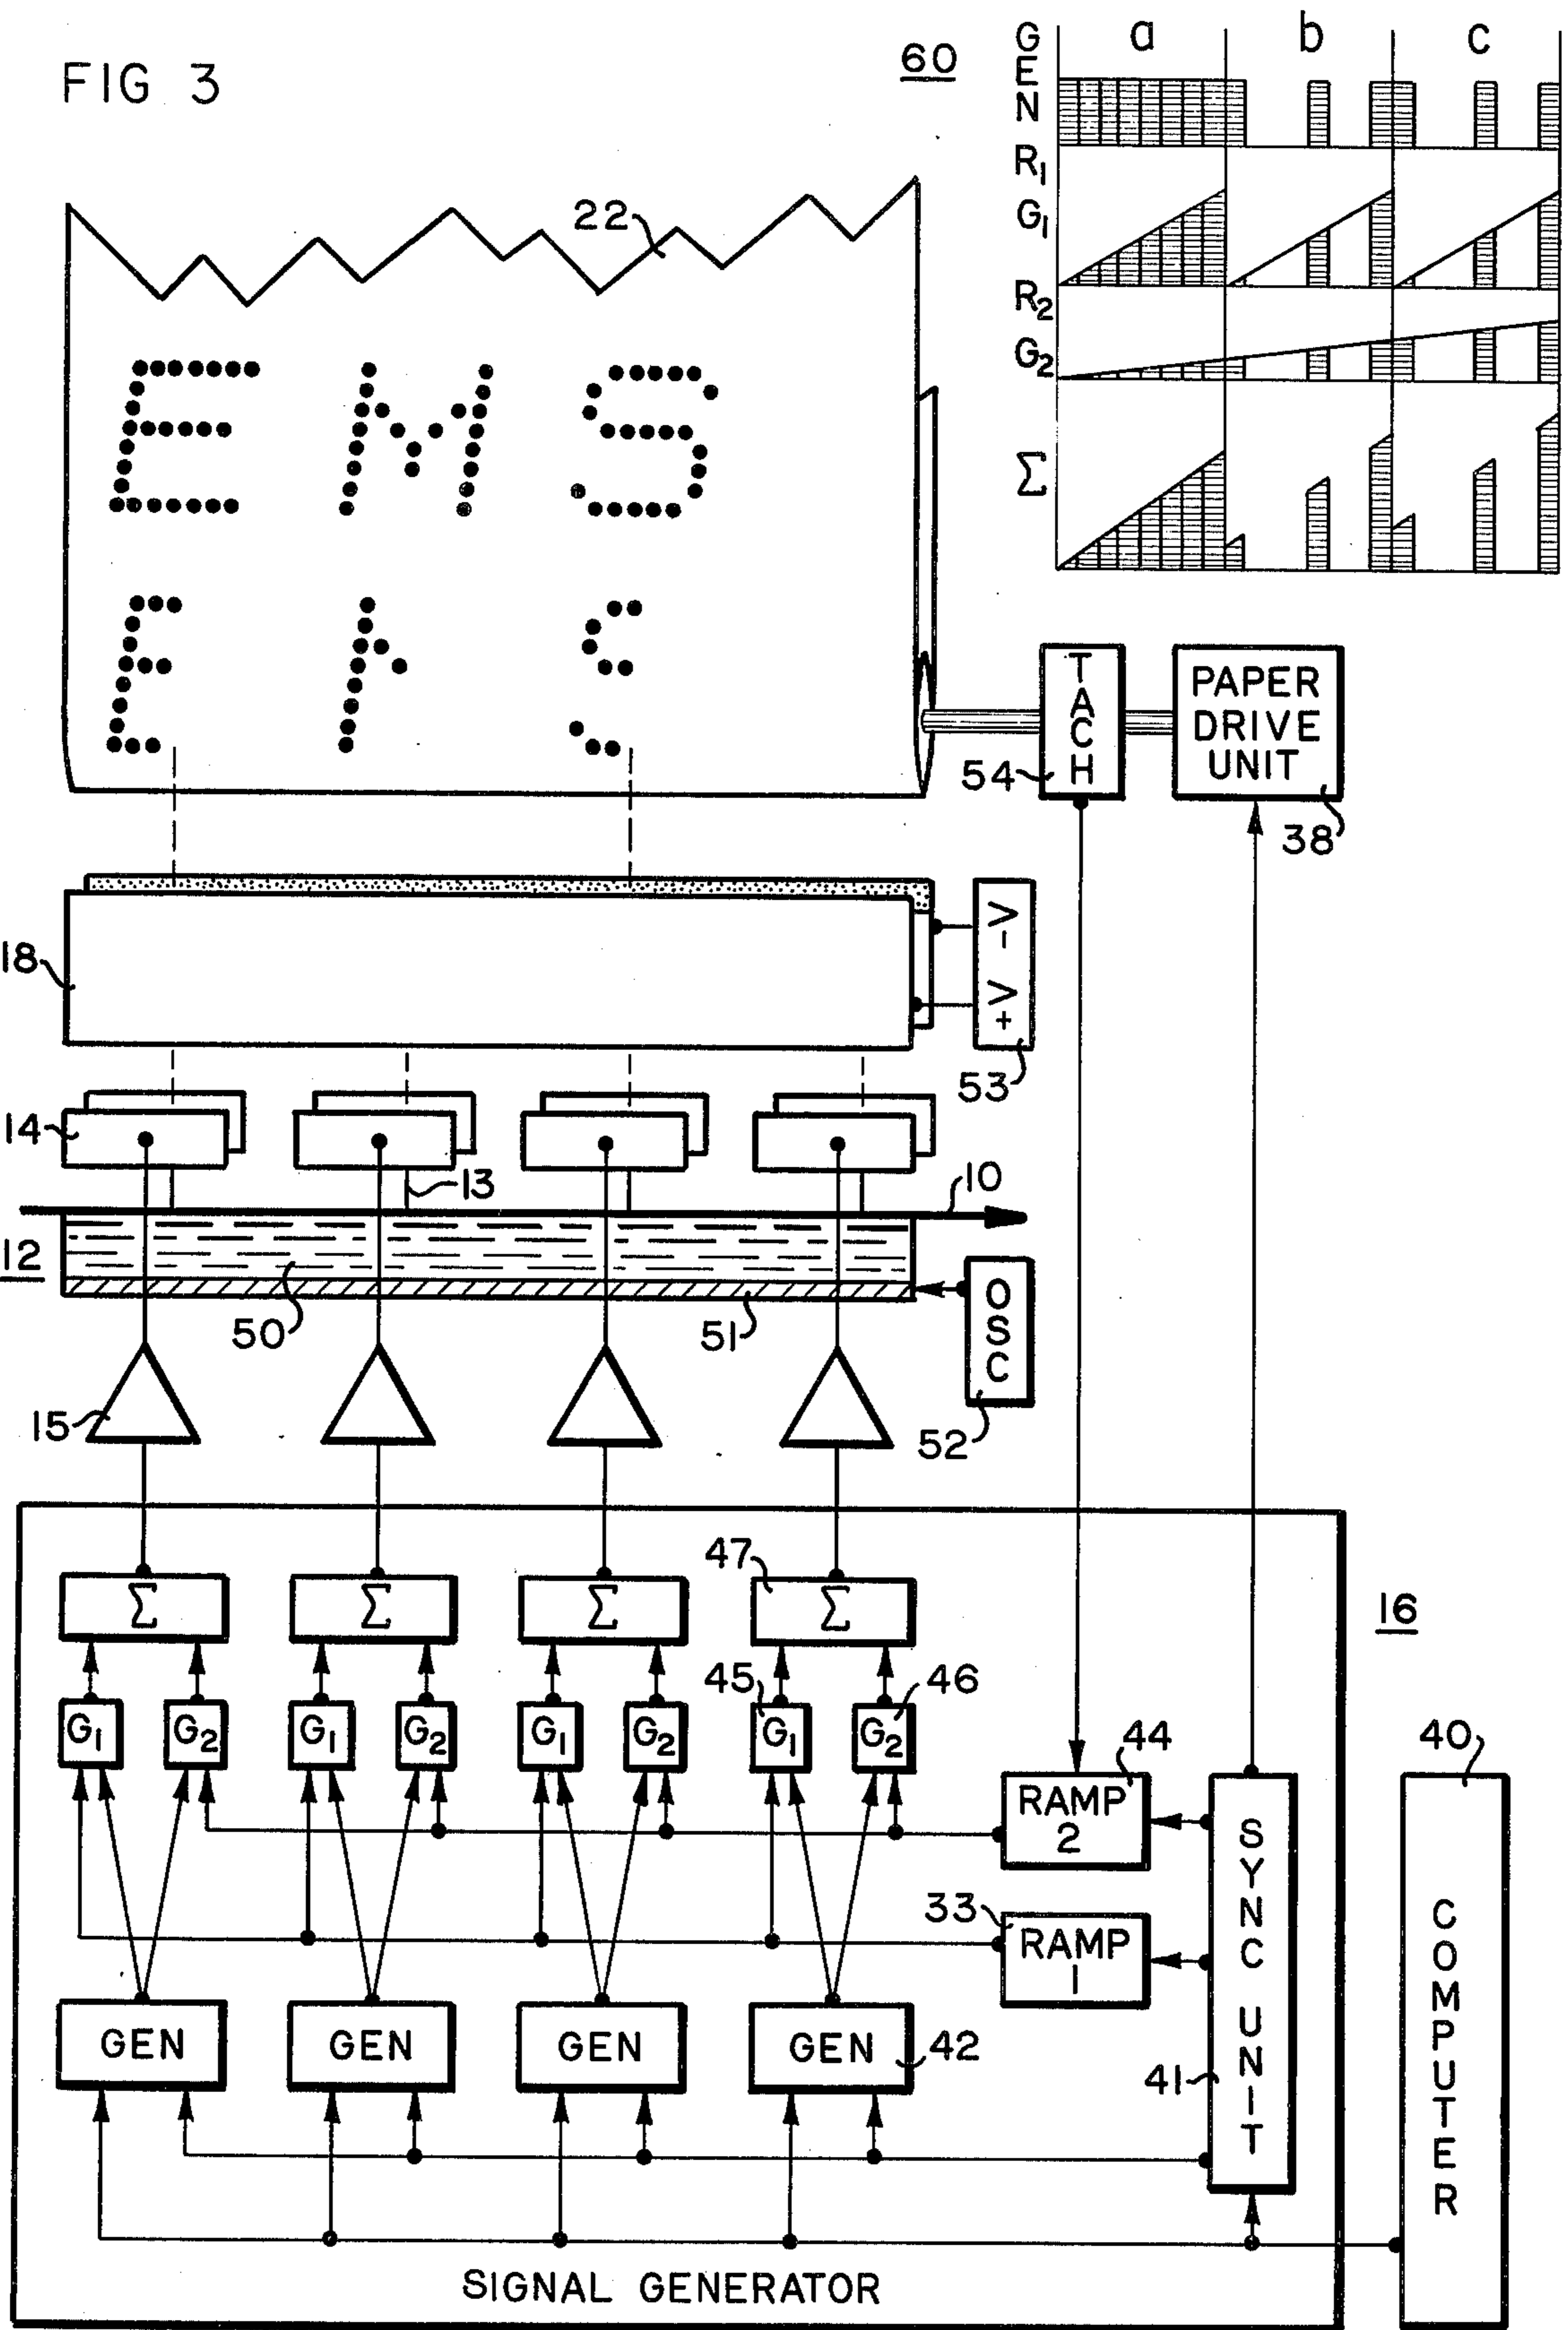 FIG 3
60
a b c
GEN
R1
G1
R2
G2
Σ
22
EMS
TACH
54
PAPER
DRIVE
UNIT
38
18
V- V+
53
14
13
10
12
50
51
OSC
52
15
47
Σ Σ Σ Σ
16
45
46
G1 G2 G1 G2 G1 G2 G1 G2
44
RAMP
2
40
33
RAMP
1
SYNC UNIT
41
COMPUTER
GEN GEN GEN GEN
42
SIGNAL GENERATOR